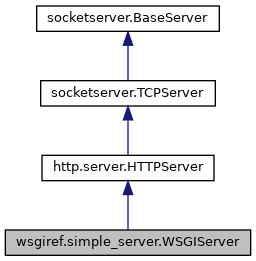 socketserver.BaseServer
socketserver.TCPServer
http.server.HTTPServer
wsgiref.simple_server.WSGIServer